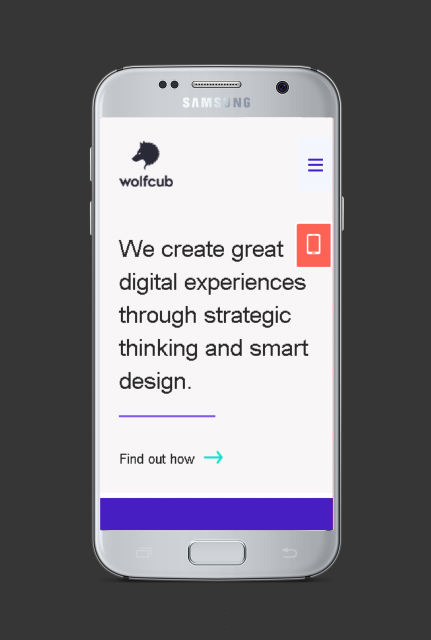 SAMSUNG
wolfcub
We create great
digital experiences
through strategic
thinking and smart
design.
Find out how